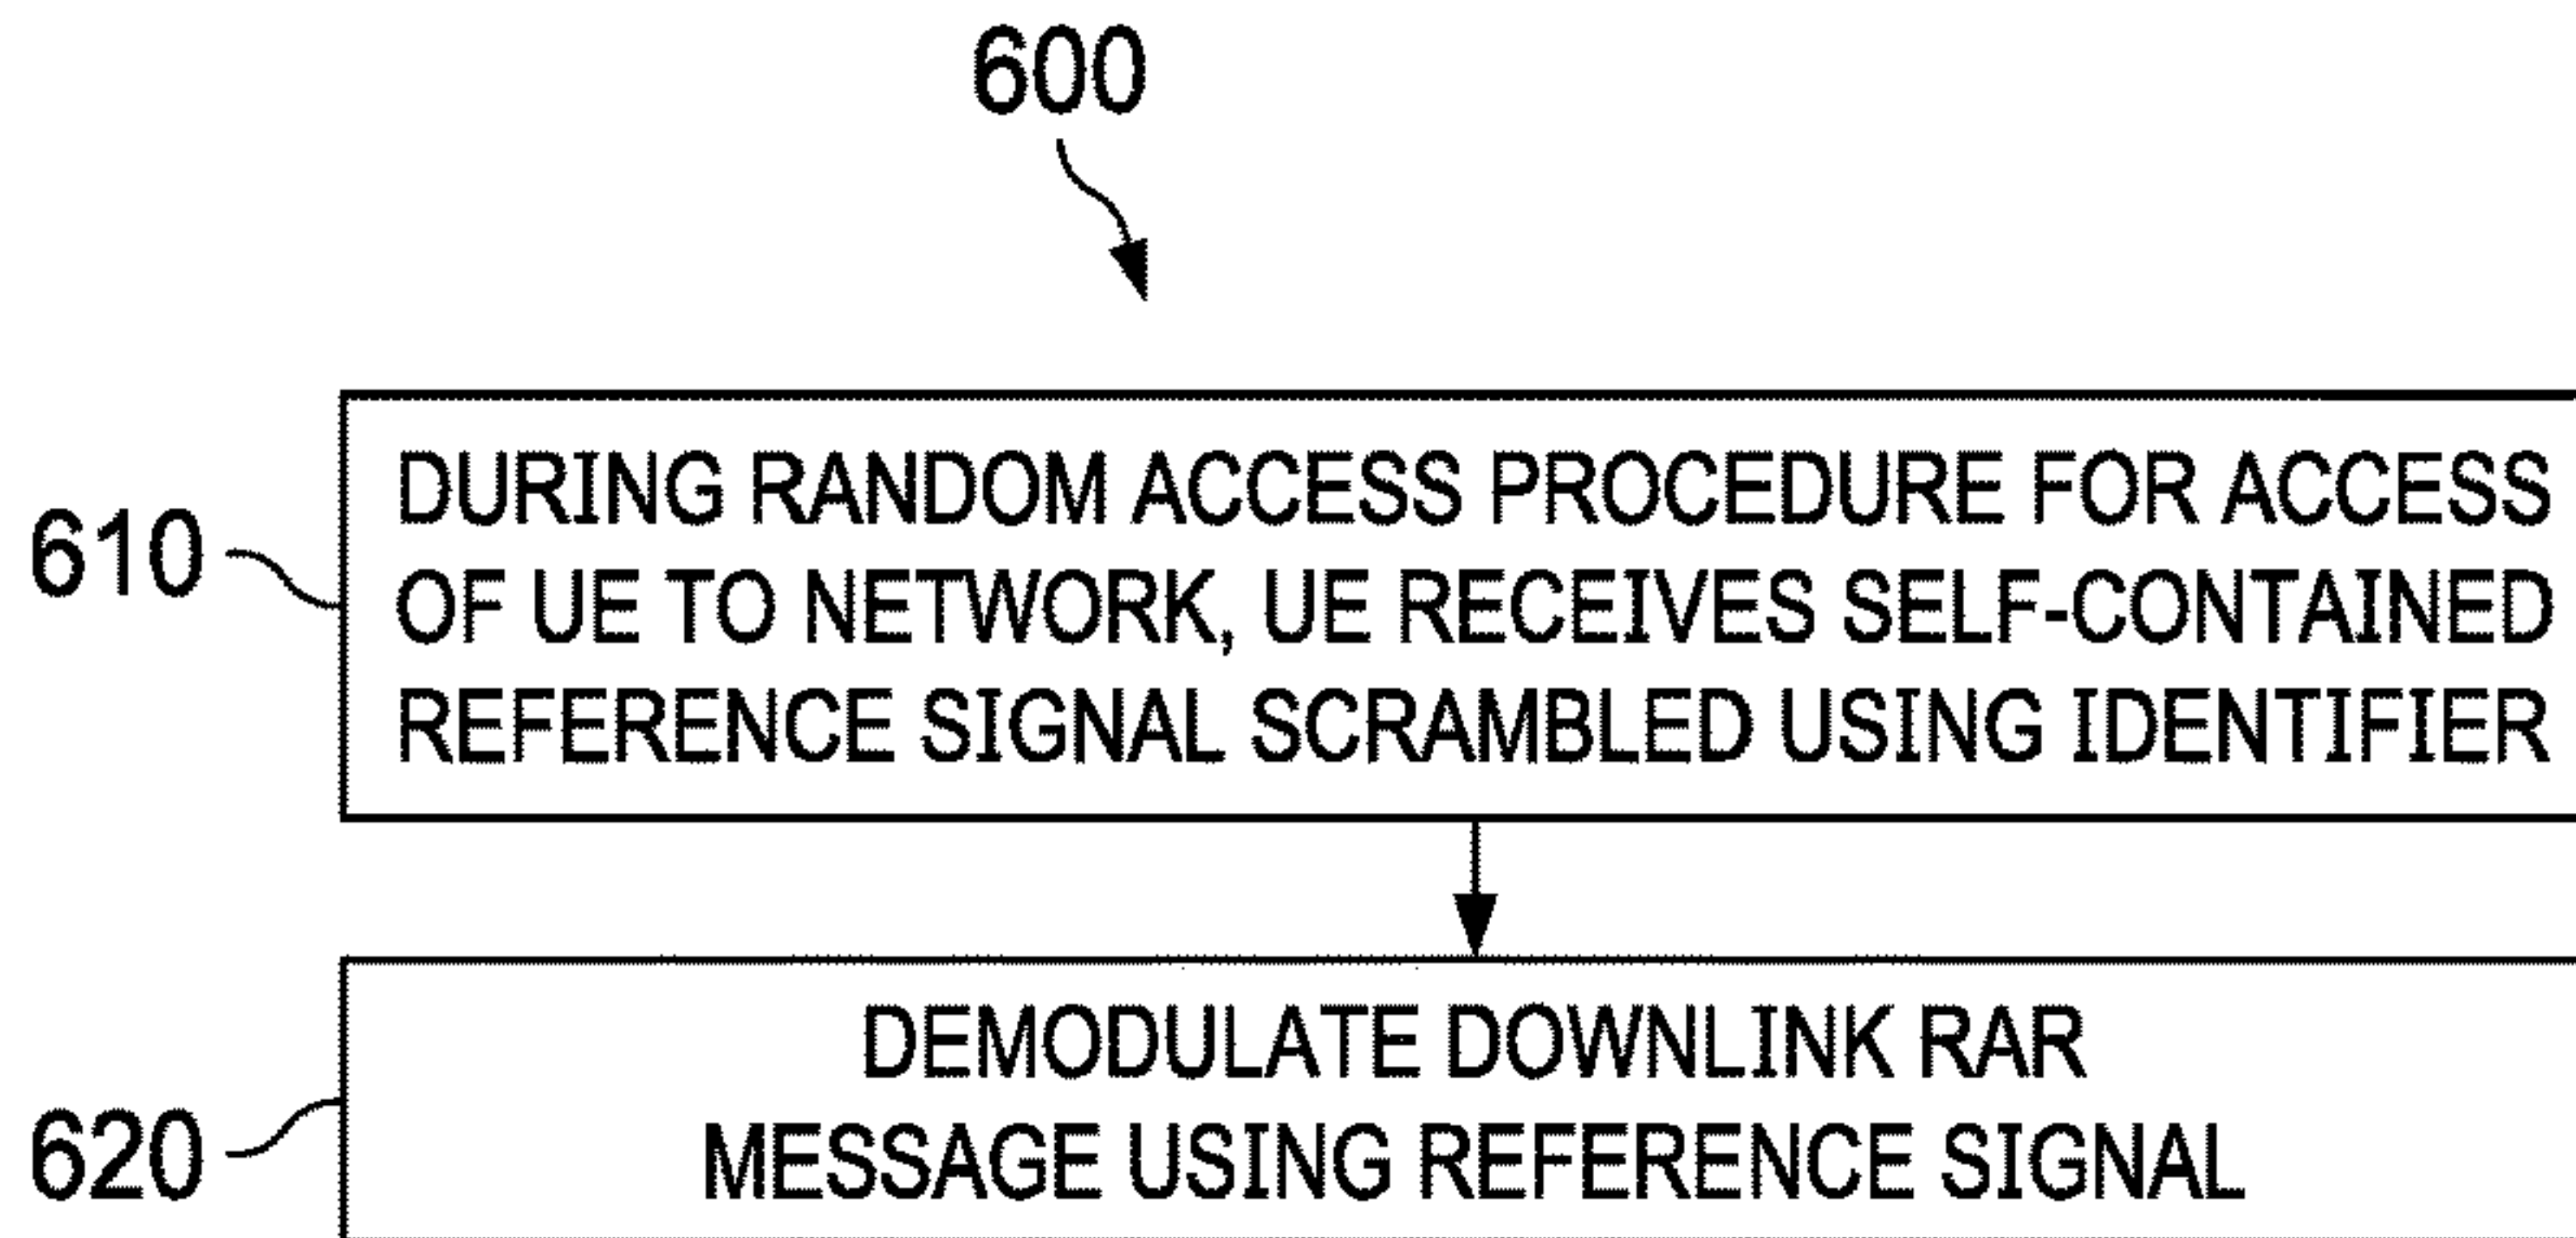 600
610
DURING RANDOM ACCESS PROCEDURE FOR ACCESS
OF UE TO NETWORK, UE RECEIVES SELF-CONTAINED
REFERENCE SIGNAL SCRAMBLED USING IDENTIFIER
620
DEMODULATE DOWNLINK RAR
MESSAGE USING REFERENCE SIGNAL